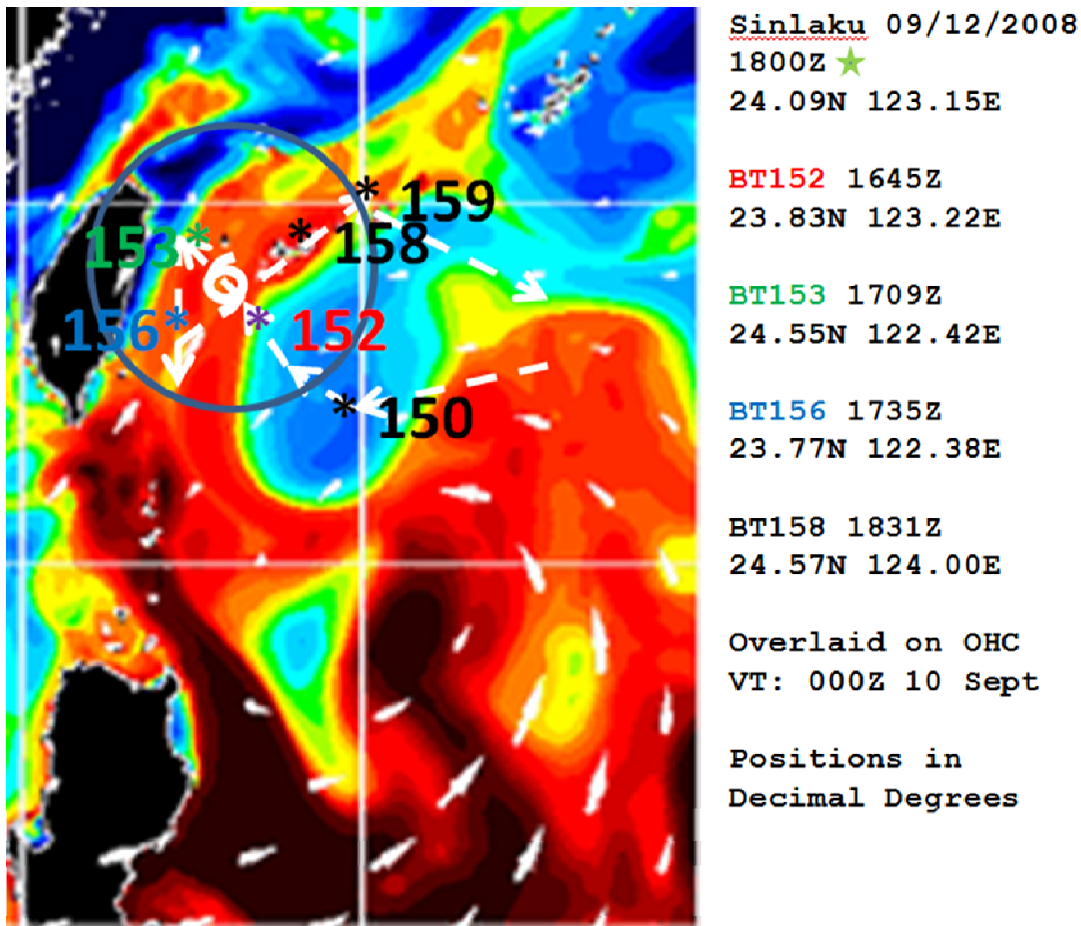 Sinlaku 09/12/2008
1800Z
24.09N 123.15E
BT152 1645Z
23.83N 123.22E
BT153 1709Z
24.55N 122.42E
BT156 1735Z
23.77N 122.38E
BT158 1831Z
24.57N 124.00E
Overlaid on OHC
VT: 000Z 10 Sept
Positions in
Decimal Degrees
* 159
153* * 158
156* * 152
* 150